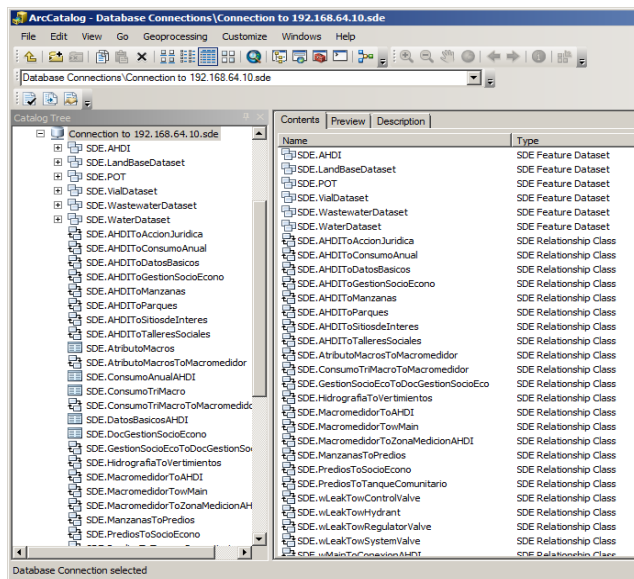 ArcCatalog - Database Connections\Connection to 192.168.64.10.sde
File Edit View Go Geoprocessing Customize Windows Help
Database Connections\Connection to 192.168.64.10.sde
Catalog Tree
Connection to 192.168.64.10.sde
SDE.AHDI
SDE.LandBaseDataset
SDE.POT
SDE.VialDataset
SDE.WastewaterDataset
SDE.WaterDataset
SDE.AHDIToAccionJuridica
SDE.AHDIToConsumoAnual
SDE.AHDIToDatosBasicos
SDE.AHDIToGestionSocioEcono
SDE.AHDIToManzanas
SDE.AHDIToParques
SDE.AHDIToSitiosdeInteres
SDE.AHDIToTalleresSociales
SDE.AtributoMacros
SDE.AtributoMacrosToMacromedidor
SDE.ConsumoAnualAHDI
SDE.ConsumoTriMacro
SDE.ConsumoTriMacroToMacromedidc
SDE.DatosBasicosAHDI
SDE.DocGestionSocioEcono
SDE.GestionSocioEcoToDocGestionSo
SDE.HidrografiaToVertimientos
SDE.MacromedidorToAHDI
SDE.MacromedidorTowMain
SDE.MacromedidorToZonaMedicionAH
SDE.ManzanasToPredios
SDE.PrediosToSocioEcono
Contents Preview Description
Name Type
SDE.AHDI SDE Feature Dataset
SDE.LandBaseDataset SDE Feature Dataset
SDE.POT SDE Feature Dataset
SDE.VialDataset SDE Feature Dataset
SDE.WastewaterDataset SDE Feature Dataset
SDE.WaterDataset SDE Feature Dataset
SDE.AHDIToAccionJuridica SDE Relationship Class
SDE.AHDIToConsumoAnual SDE Relationship Class
SDE.AHDIToDatosBasicos SDE Relationship Class
SDE.AHDIToGestionSocioEcono SDE Relationship Class
SDE.AHDIToManzanas SDE Relationship Class
SDE.AHDIToParques SDE Relationship Class
SDE.AHDIToSitiosdeInteres SDE Relationship Class
SDE.AHDIToTalleresSociales SDE Relationship Class
SDE.AtributoMacrosToMacromedidor SDE Relationship Class
SDE.ConsumoTriMacroToMacromedidor SDE Relationship Class
SDE.GestionSocioEcoToDocGestionSocioEco SDE Relationship Class
SDE.HidrografiaToVertimientos SDE Relationship Class
SDE.MacromedidorToAHDI SDE Relationship Class
SDE.MacromedidorTowMain SDE Relationship Class
SDE.MacromedidorToZonaMedicionAHDI SDE Relationship Class
SDE.ManzanasToPredios SDE Relationship Class
SDE.PrediosToSocioEcono SDE Relationship Class
SDE.PrediosToTanqueComunitario SDE Relationship Class
SDE.wLeakTowControlValve SDE Relationship Class
SDE.wLeakTowHydrant SDE Relationship Class
SDE.wLeakTowRegulatorValve SDE Relationship Class
SDE.wLeakTowSystemValve SDE Relationship Class
SDE.wMainToConexionAHDI SDE Relationship Class
Database Connection selected